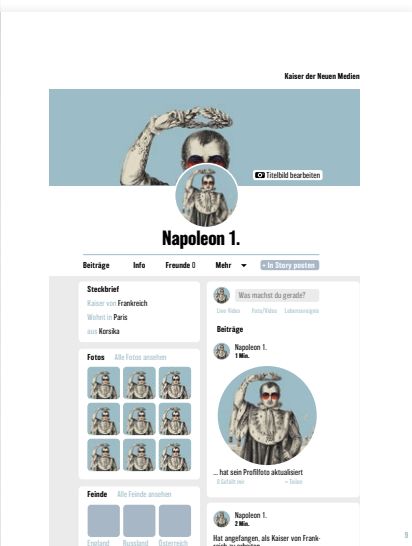 Kaiser der Neuen Medien
Titelbild bearbeiten
Napoleon 1.
Beiträge Info Freunde 0 Mehr + In Story posten
Steckbrief
Kaiser von Frankreich
Wohnt in Paris
aus Korsika
Fotos Alle Fotos ansehen
Feinde Alle Feinde ansehen
England Russland Österreich
Was machst du gerade?
Live Video Foto/Video Lebensereignis
Beiträge
Napoleon 1.
1 Min.
... hat sein Profilfoto aktualisiert
0 Gefällt mir Teilen
Napoleon 1.
2 Min.
Hat angefangen, als Kaiser von Frank-
reich zu arbeiten
9